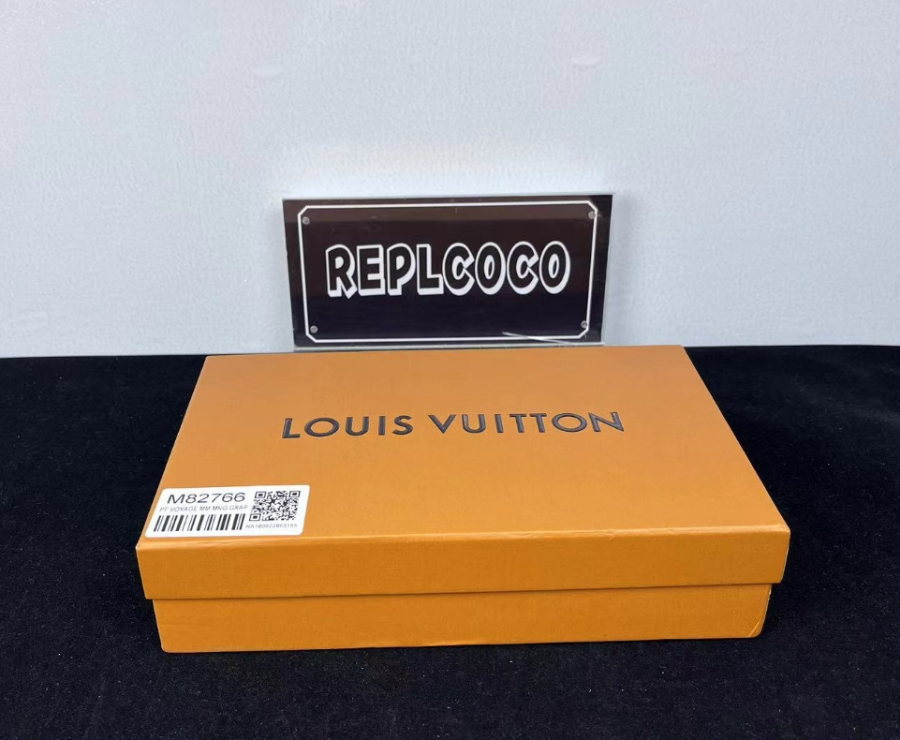 REPLCOCO
LOUIS VUITTON
M82766
PF VOYAGE MM MNG GRAP